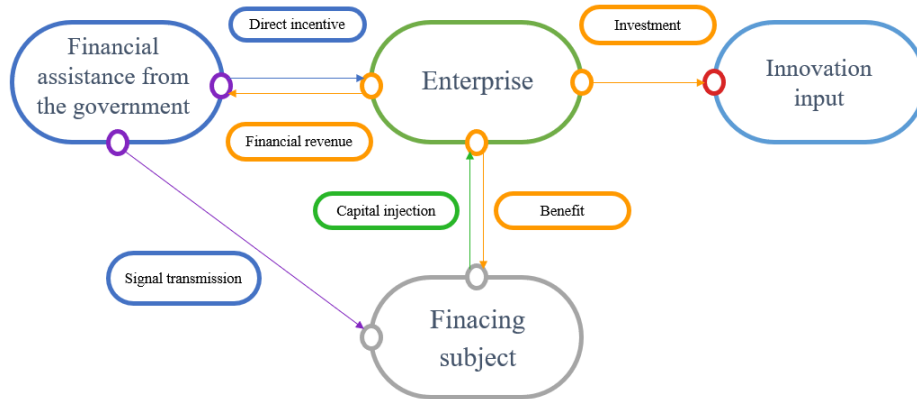 Direct incentive
Investment
Financial
assistance from
the government
Enterprise
Innovation
input
Financial revenue
Capital injection
Benefit
Signal transmission
Finacing
subject